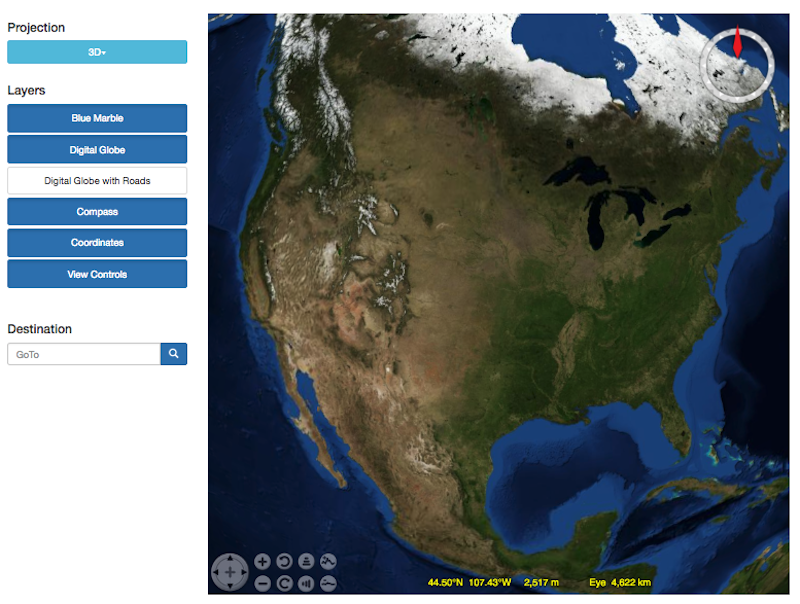 Projection
3D
Layers
Blue Marble
Digital Globe
Digital Globe with Roads
Compass
Coordinates
View Controls
Destination
GoTo
44.50°N 107.43°W 2,517 m Eye 4,622 km